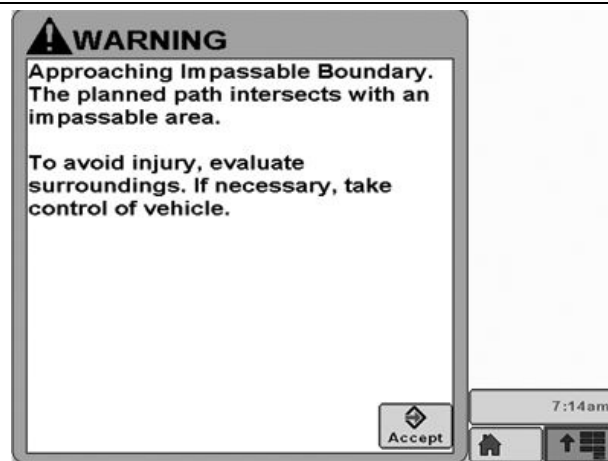 WARNING
Approaching Impassable Boundary.
The planned path intersects with an
impassable area.
To avoid injury, evaluate
surroundings. If necessary, take
control of vehicle.
Accept
7:14am